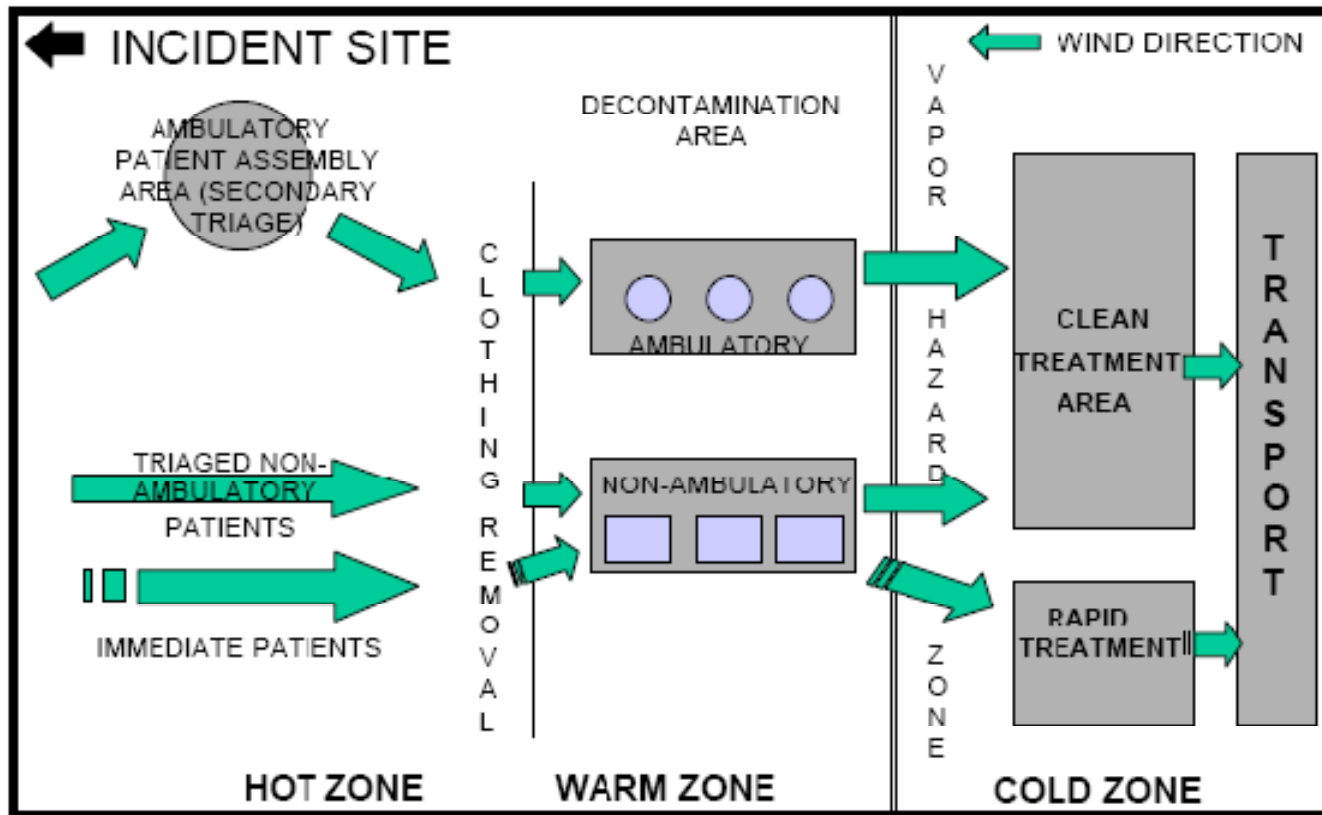 INCIDENT SITE
WIND DIRECTION
AMBULATORY
PATIENT ASSEMBLY
AREA (SECONDARY
TRIAGE)
DECONTAMINATION
AREA
VAPOR
HAZARD
ZONE
CLOTHING
REMOVAL
AMBULATORY
CLEAN
TREATMENT
AREA
TRANSPORT
TRIAGED NON-
AMBULATORY
PATIENTS
NON-AMBULATORY
IMMEDIATE PATIENTS
RAPID
TREATMENT
HOT ZONE
WARM ZONE
COLD ZONE